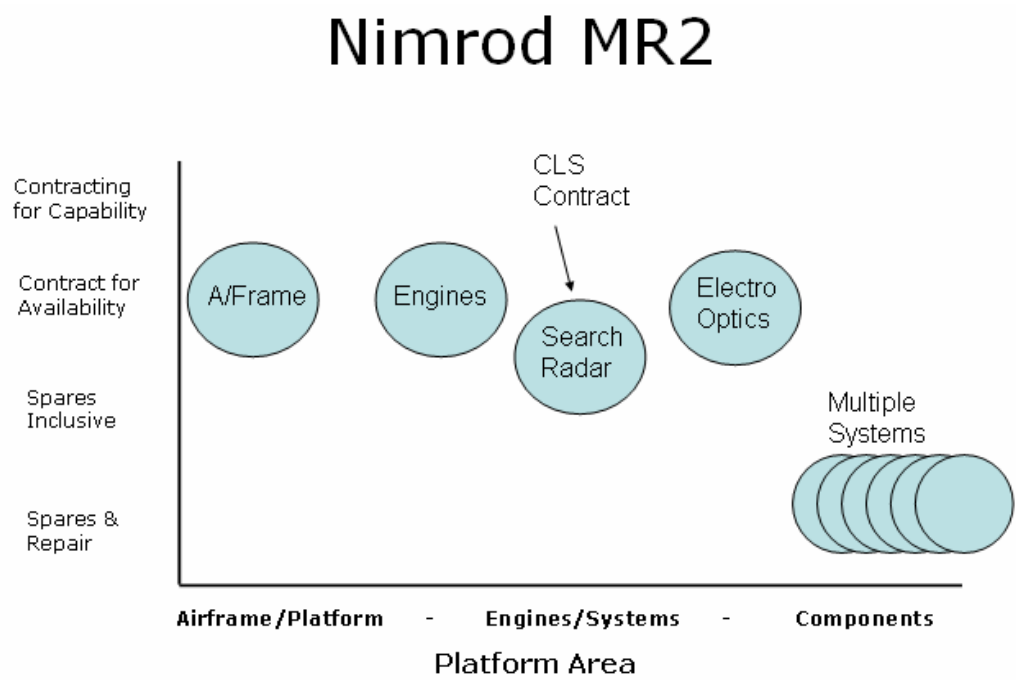 Nimrod MR2
CLS
Contract
Contracting
for Capability
Contract for
Availability
A/Frame
Engines
Electro
Optics
Search
Radar
Spares
Inclusive
Multiple
Systems
Spares &
Repair
Airframe/Platform - Engines/Systems - Components
Platform Area